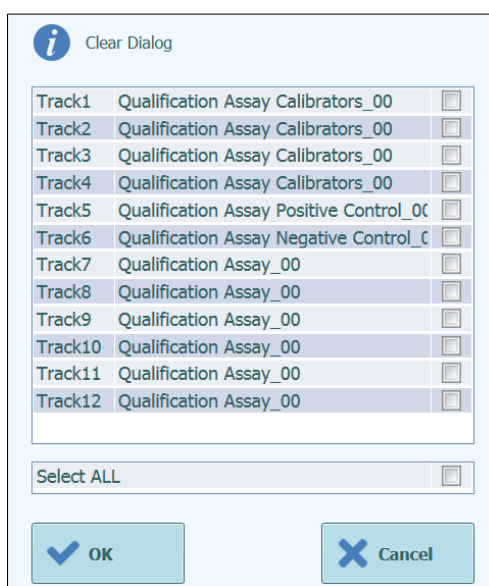 Clear Dialog
Track1 Qualification Assay Calibrators_00
Track2 Qualification Assay Calibrators_00
Track3 Qualification Assay Calibrators_00
Track4 Qualification Assay Calibrators_00
Track5 Qualification Assay Positive Control_0
Track6 Qualification Assay Negative Control_
Track7 Qualification Assay_00
Track8 Qualification Assay_00
Track9 Qualification Assay_00
Track10 Qualification Assay_00
Track11 Qualification Assay_00
Track12 Qualification Assay_00
Select ALL
OK Cancel